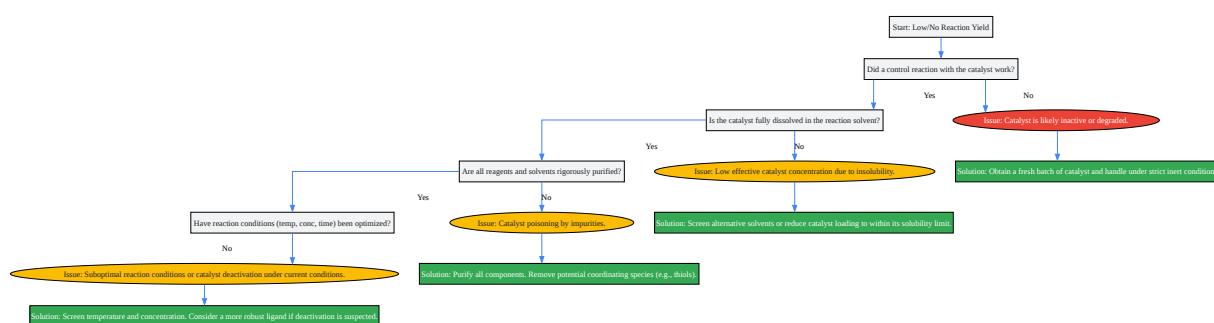 Start: Low/No Reaction Yield
Did a control reaction with the catalyst work?
Yes
No
Is the catalyst fully dissolved in the reaction solvent?
Issue: Catalyst is likely inactive or degraded.
Yes
No
Are all reagents and solvents rigorously purified?
Issue: Low effective catalyst concentration due to insolubility.
Solution: Obtain a fresh batch of catalyst and handle under strict inert condition
Yes
No
Have reaction conditions (temp, conc, time) been optimized?
Issue: Catalyst poisoning by impurities.
Solution: Screen alternative solvents or reduce catalyst loading to within its solubility limit.
No
Issue: Suboptimal reaction conditions or catalyst deactivation under current conditions.
Solution: Purify all components. Remove potential coordinating species (e.g., thiols).
Solution: Screen temperature and concentration. Consider a more robust ligand if deactivation is suspected.